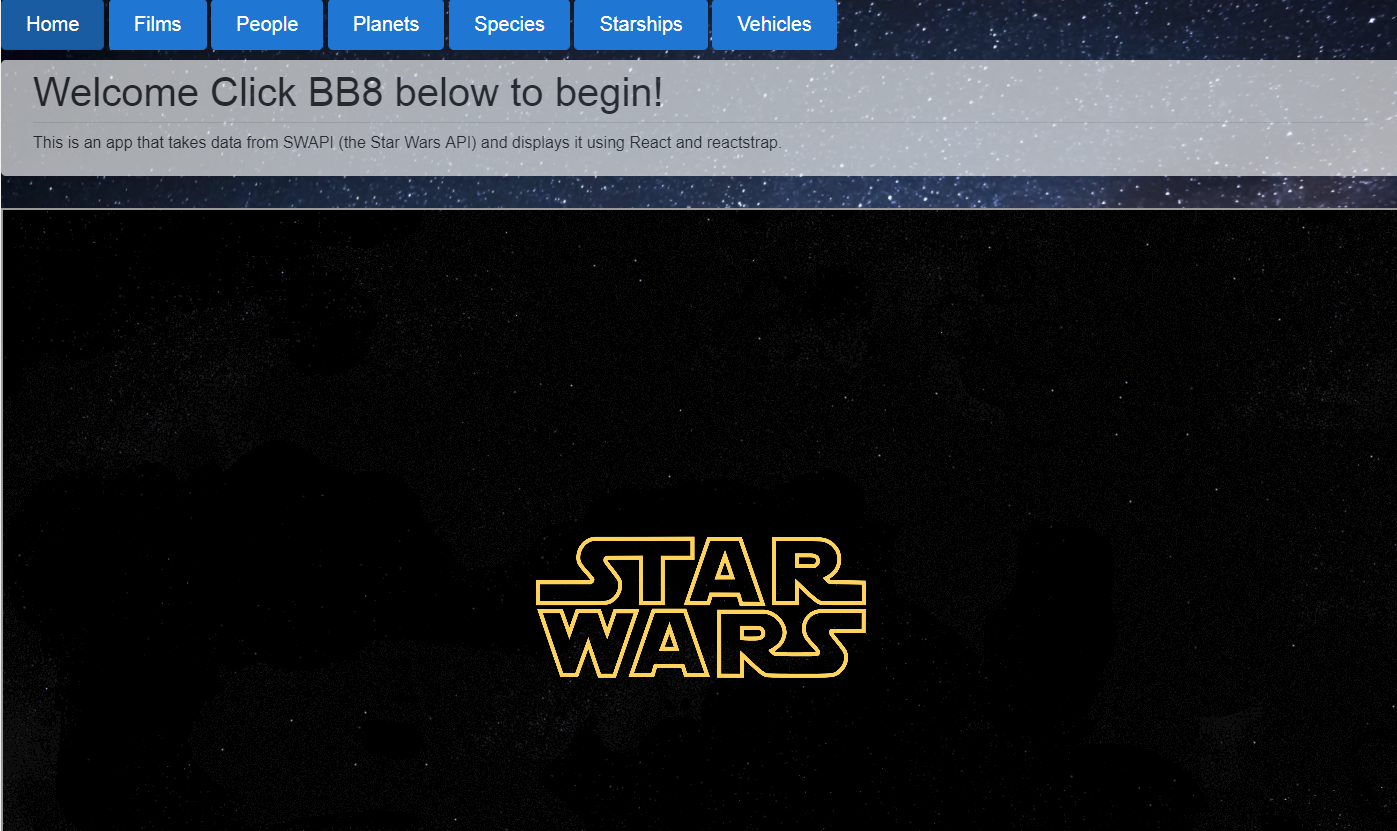 Home Films People Planets Species Starships Vehicles
Welcome Click BB8 below to begin!
This is an app that takes data from SWAPI (the Star Wars API) and displays it using React and reactstrap.
STAR
WARS